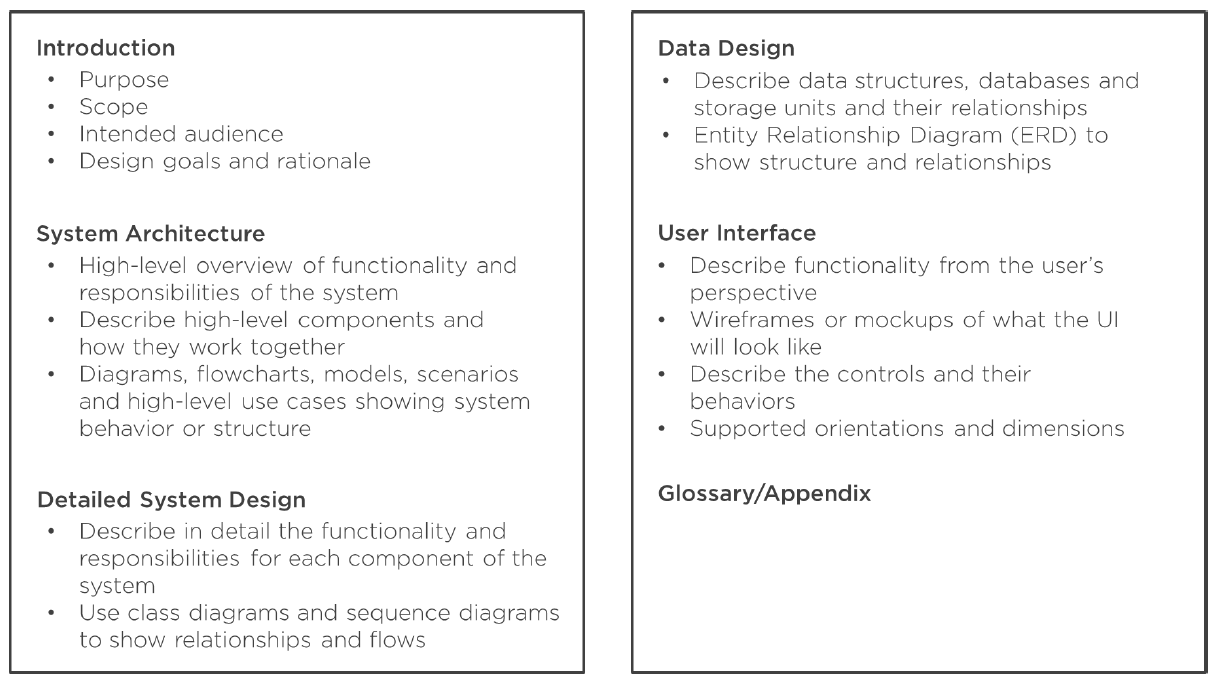 Introduction
• Purpose
• Scope
• Intended audience
• Design goals and rationale
System Architecture
• High-level overview of functionality and
responsibilities of the system
• Describe high-level components and
how they work together
• Diagrams, flowcharts, models, scenarios
and high-level use cases showing system
behavior or structure
Detailed System Design
• Describe in detail the functionality and
responsibilities for each component of the
system
• Use class diagrams and sequence diagrams
to show relationships and flows
Data Design
• Describe data structures, databases and
storage units and their relationships
• Entity Relationship Diagram (ERD) to
show structure and relationships
User Interface
• Describe functionality from the user’s
perspective
• Wireframes or mockups of what the UI
will look like
• Describe the controls and their
behaviors
• Supported orientations and dimensions
Glossary/Appendix